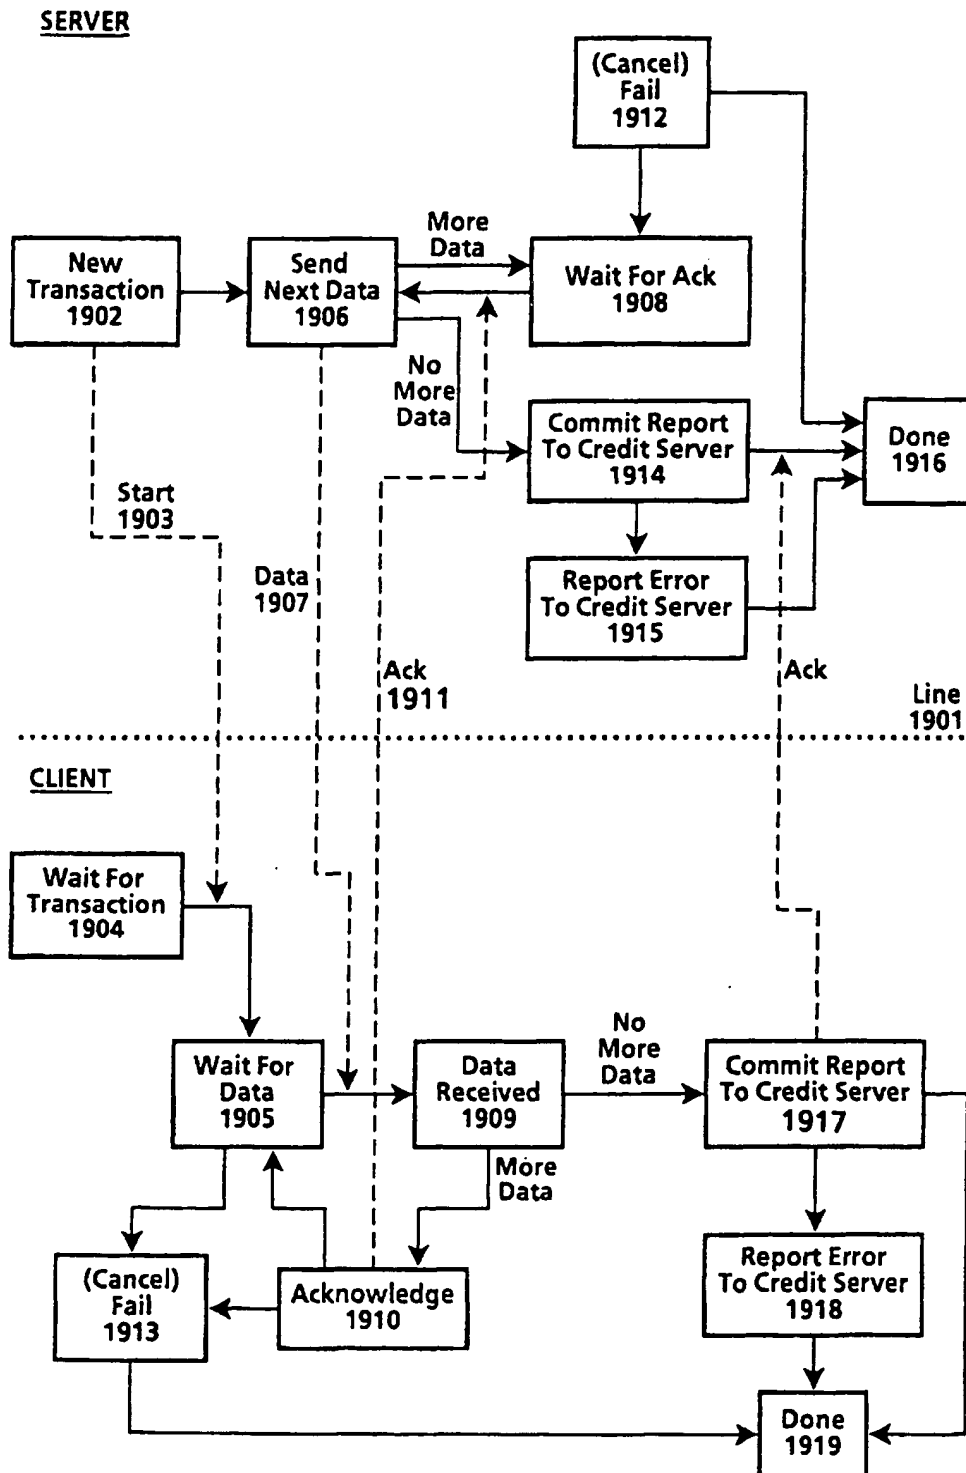 SERVER
(Cancel)
Fail
1912
More
Data
New
Transaction
1902
Send
Next Data
1906
Wait For Ack
1908
No
More
Data
Commit Report
To Credit Server
1914
Done
1916
Start
1903
Data
1907
Report Error
To Credit Server
1915
Ack
1911
Ack
Line
1901
CLIENT
Wait For
Transaction
1904
Wait For
Data
1905
Data
Received
1909
No
More
Data
Commit Report
To Credit Server
1917
More
Data
(Cancel)
Fail
1913
Acknowledge
1910
Report Error
To Credit Server
1918
Done
1919